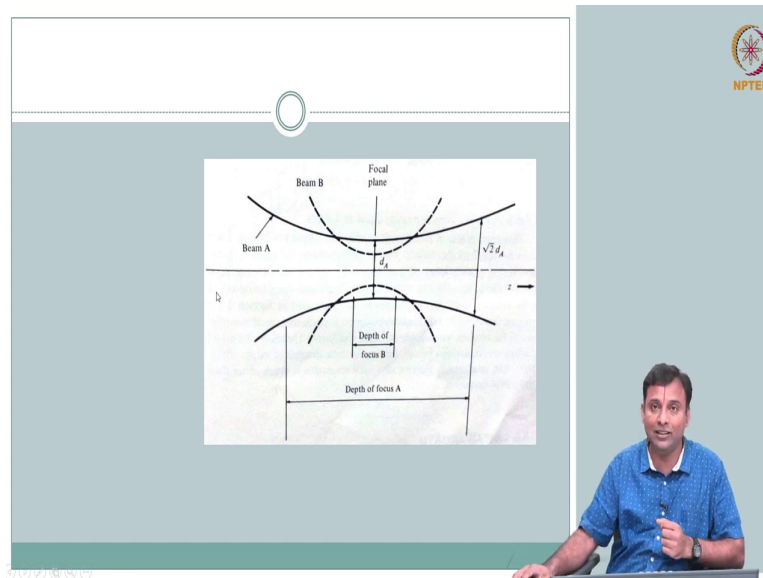 NPTEL
Focal
plane
Beam B
Beam A
d_A
√2 d_A
z
Depth of
focus B
Depth of focus A